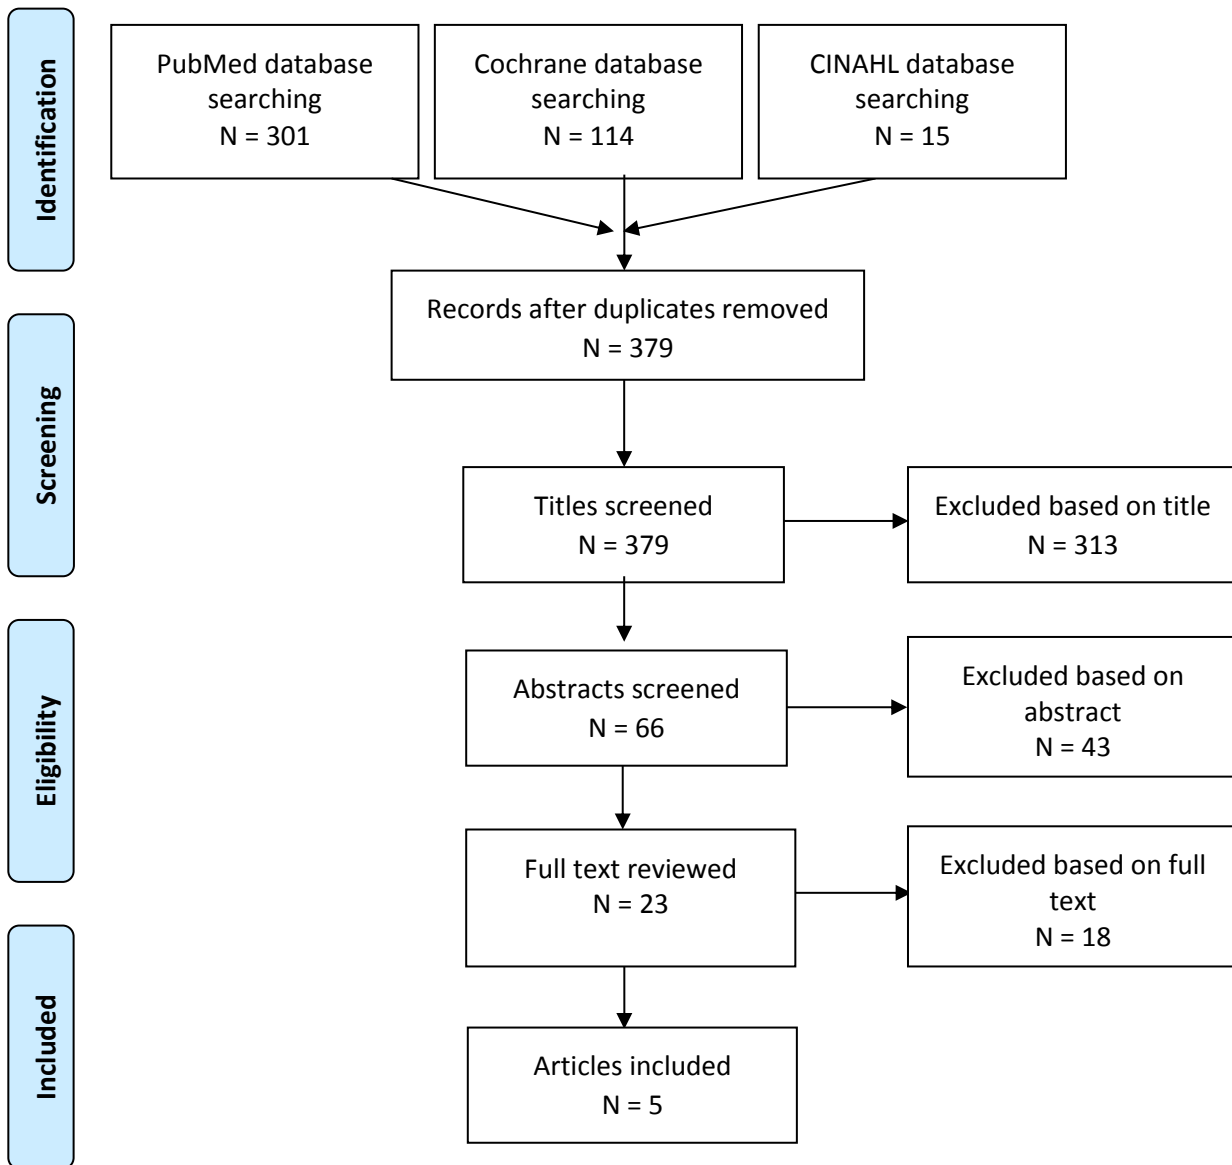 Identification
PubMed database
searching
N = 301
Cochrane database
searching
N = 114
CINAHL database
searching
N = 15
Records after duplicates removed
N = 379
Screening
Titles screened
N = 379
Excluded based on title
N = 313
Eligibility
Abstracts screened
N = 66
Excluded based on
abstract
N = 43
Full text reviewed
N = 23
Excluded based on full
text
N = 18
Included
Articles included
N = 5